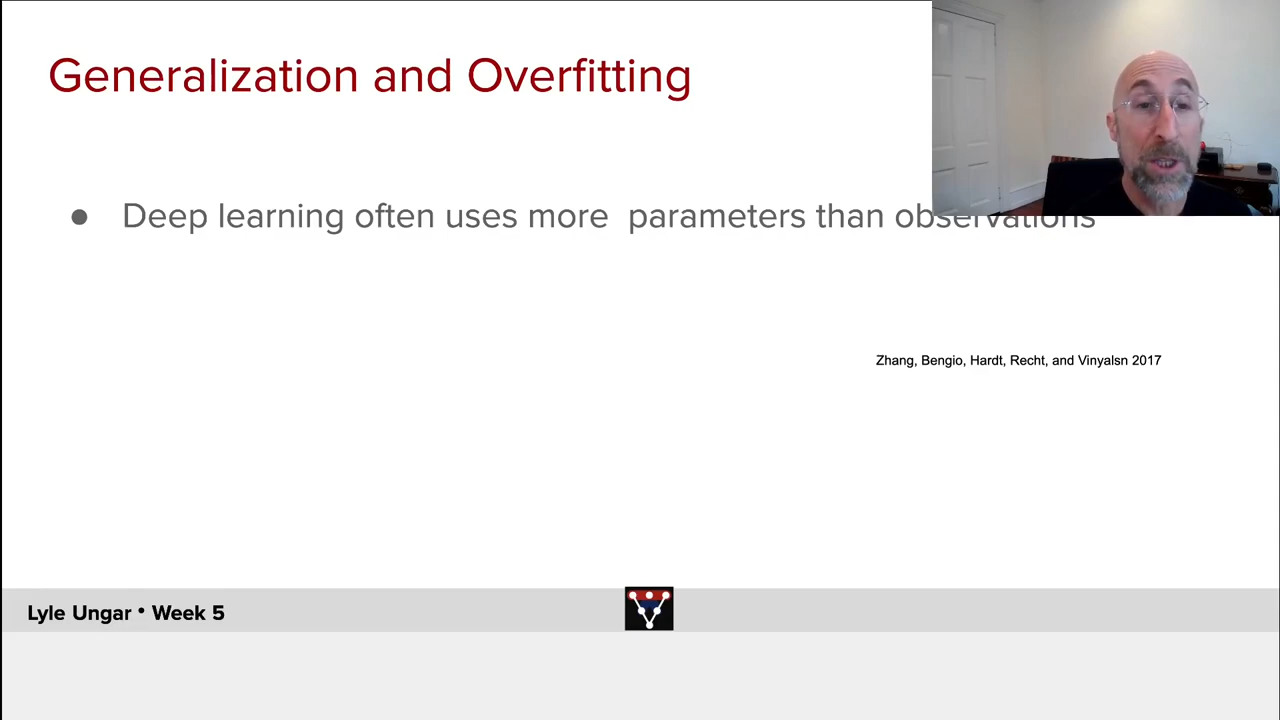 Generalization and Overfitting
● Deep learning often uses more parameters than observations
Zhang, Bengio, Hardt, Recht, and Vinyalsn 2017
Lyle Ungar • Week 5